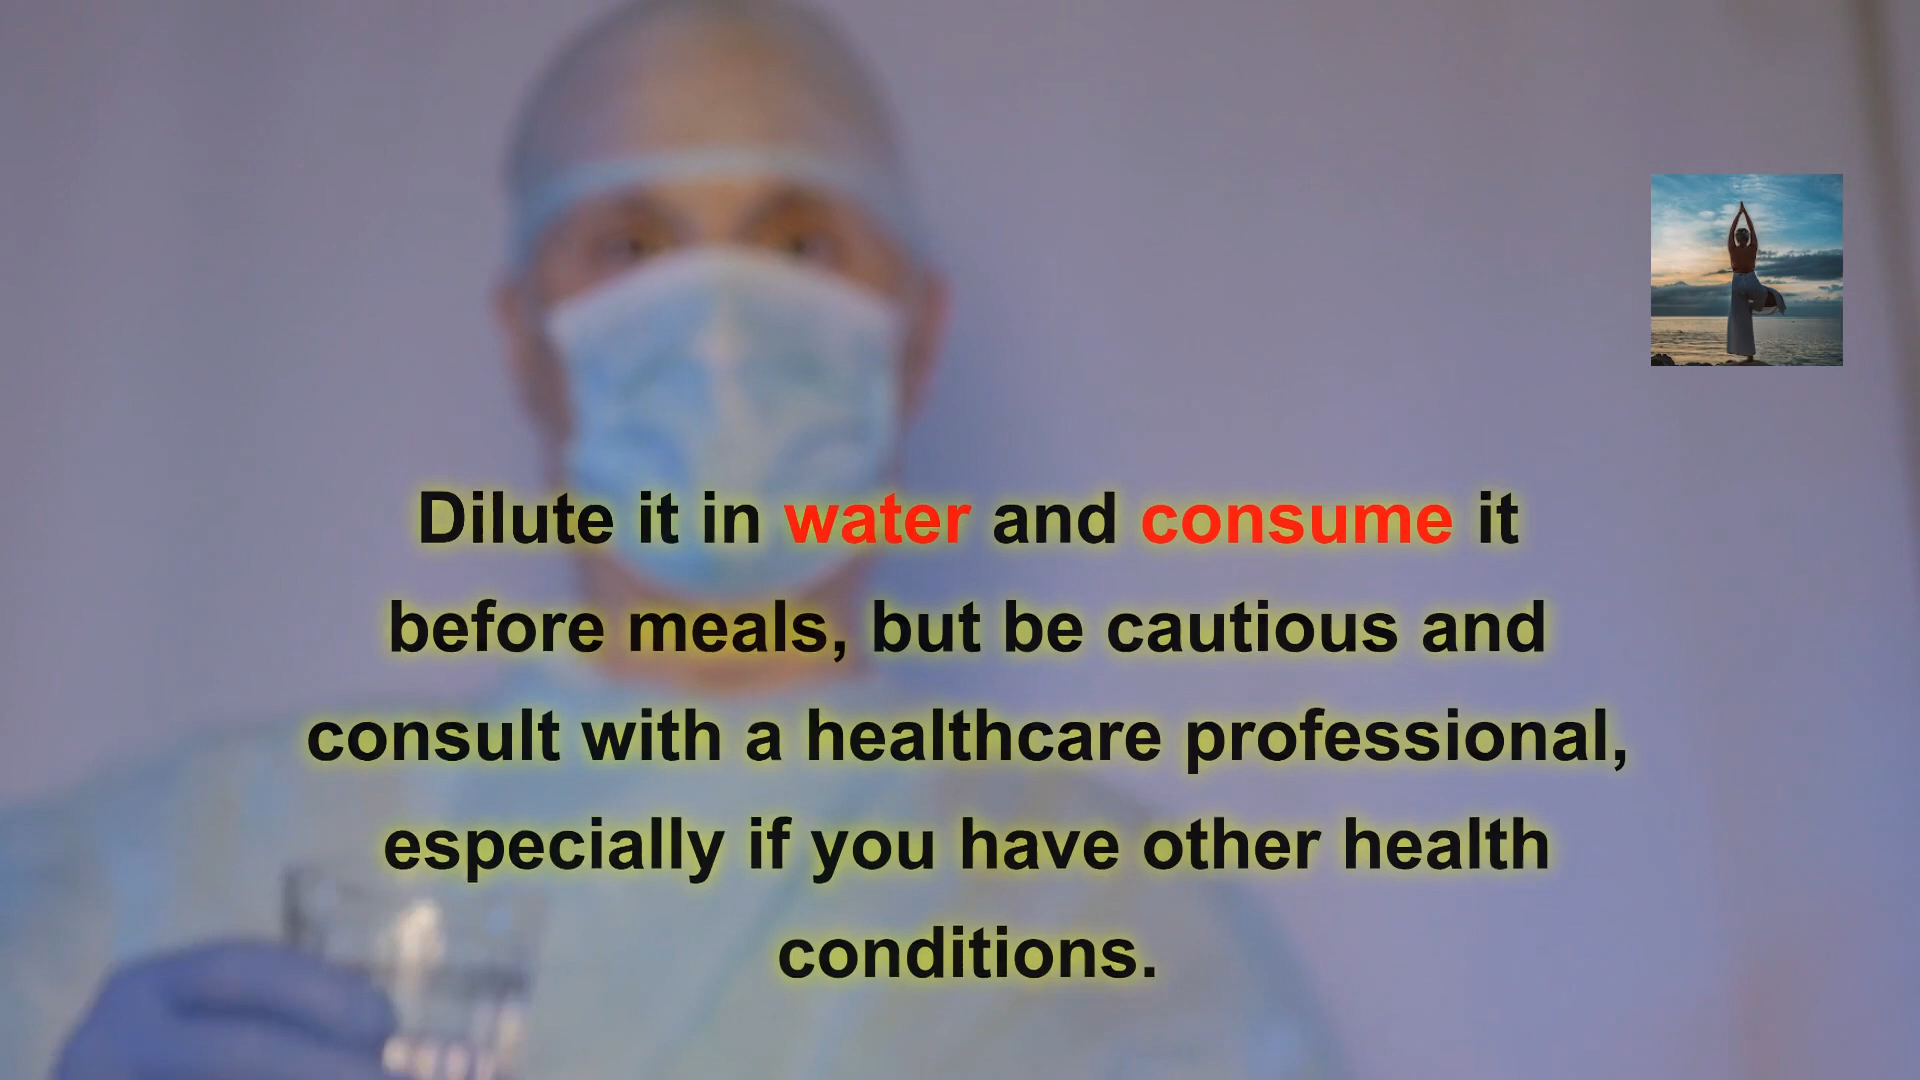 Dilute it in water and consume it
before meals, but be cautious and
consult with a healthcare professional,
especially if you have other health
conditions.